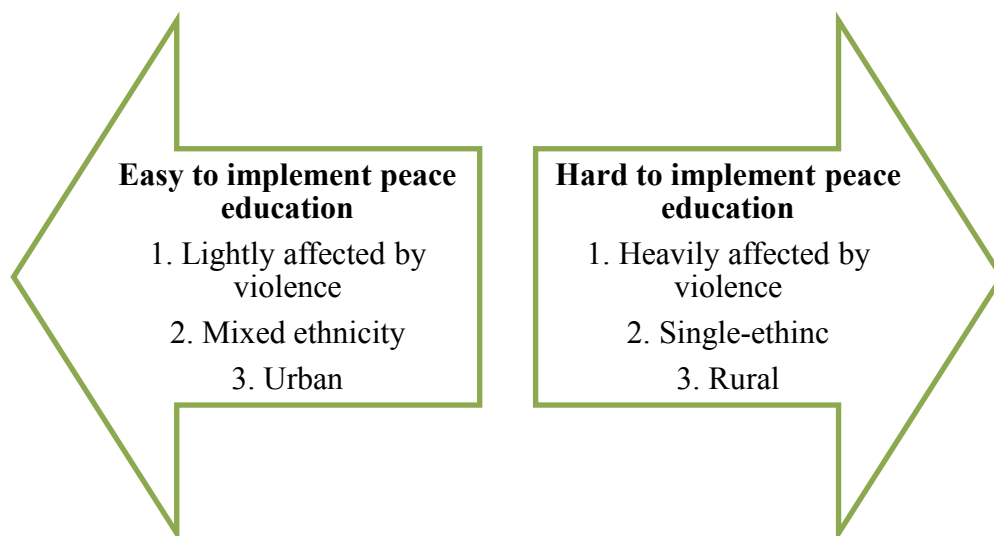 Easy to implement peace
education
1. Lightly affected by
violence
2. Mixed ethnicity
3. Urban
Hard to implement peace
education
1. Heavily affected by
violence
2. Single-ethinc
3. Rural